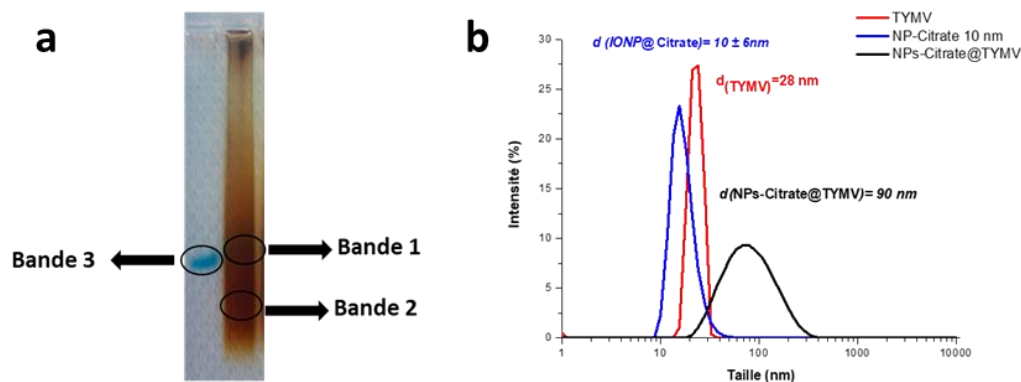 a
Bande 3
Bande 1
Bande 2
b
TYMV
NP-Citrate 10 nm
NPs-Citrate@TYMV
d (IONP@Citrate)= 10 ± 6nm
d(TYMV)=28 nm
d(NPs-Citrate@TYMV)= 90 nm
Intensité (%)
30
25
20
15
10
5
0
1 10 100 1000 10000
Taille (nm)